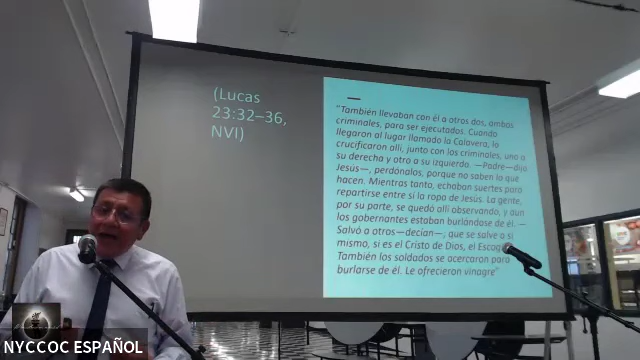 (Lucas
23:32–36,
NVI)
"También llevaban con él a otros dos, ambos
criminales, para ser ejecutados. Cuando
llegaron al lugar llamado la Calavera, lo
crucificaron allí, junto con los criminales, uno a
su derecha y otro a su izquierda. —Padre—dijo
Jesús—, perdónalos, porque no saben lo que
hacen. Mientras tanto, echaban suertes para
repartirse entre sí la ropa de Jesús. La gente,
por su parte, se quedó allí observando, y aun
los gobernantes estaban burlándose de él. —
Salvó a otros—decían—, que se salve a sí
mismo, si es el Cristo de Dios, el
También los soldados se acercaron para
burlarse de él. Le ofrecieron vinagre"
NYCCOC ESPAÑOL